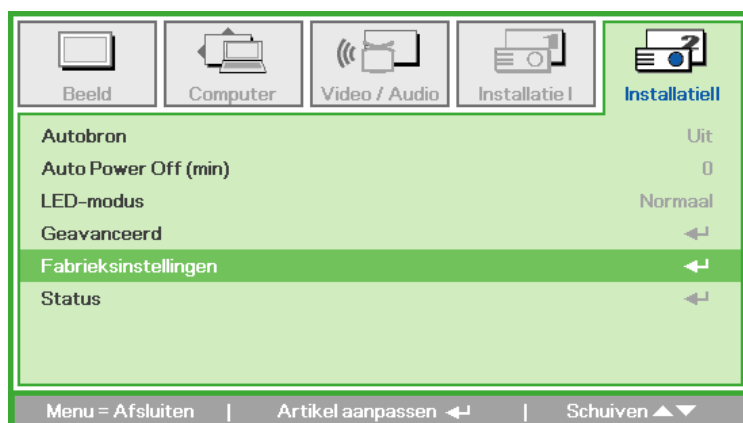 Beeld Computer Video / Audio Installatie I InstallatieII
Autobron Uit
Auto Power Off (min) 0
LED-modus Normaal
Geavanceerd
Fabrieksinstellingen
Status
Menu = Afsluiten | Artikel aanpassen | Schuiven ▲▼